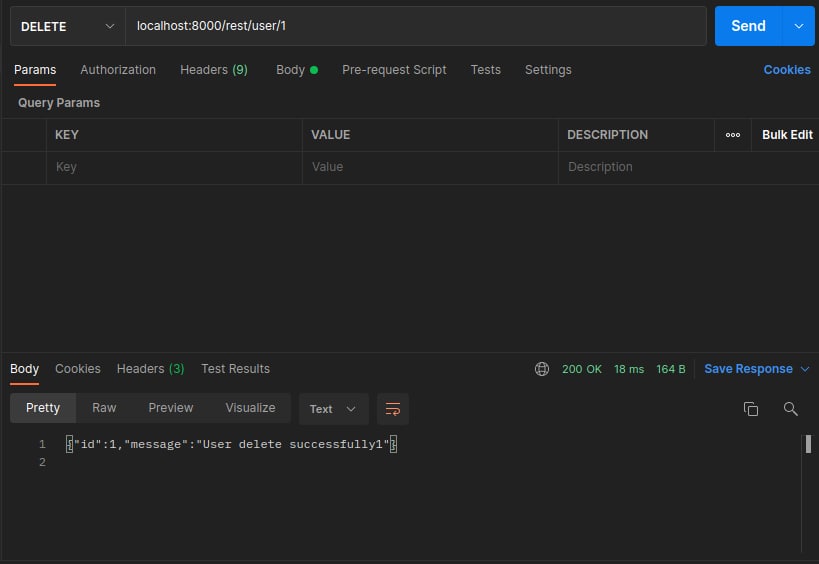 DELETE localhost:8000/rest/user/1 Send
Params Authorization Headers (9) Body Pre-request Script Tests Settings Cookies
Query Params
KEY VALUE DESCRIPTION Bulk Edit
Key Value Description
Body Cookies Headers (3) Test Results 200 OK 18 ms 164 B Save Response
Pretty Raw Preview Visualize Text
1 {"id":1,"message":"User delete successfully1"}
2